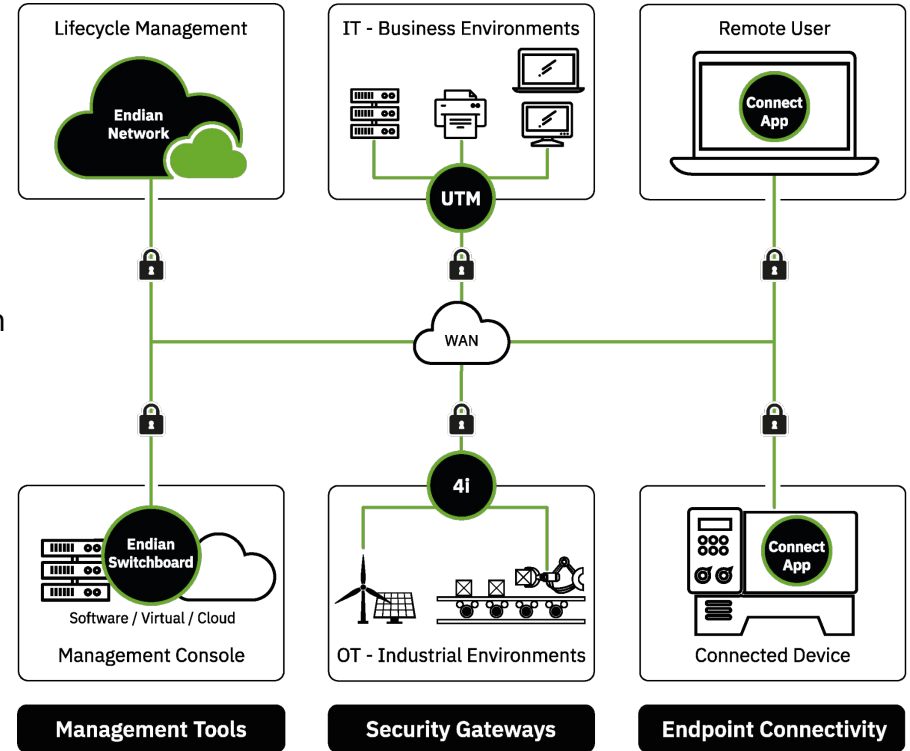 Lifecycle Management
Endian
Network
IT - Business Environments
UTM
Remote User
Connect
App
n
WAN
Endian
Switchboard
Software / Virtual / Cloud
Management Console
4i
OT - Industrial Environments
Connect
App
Connected Device
Management Tools
Security Gateways
Endpoint Connectivity